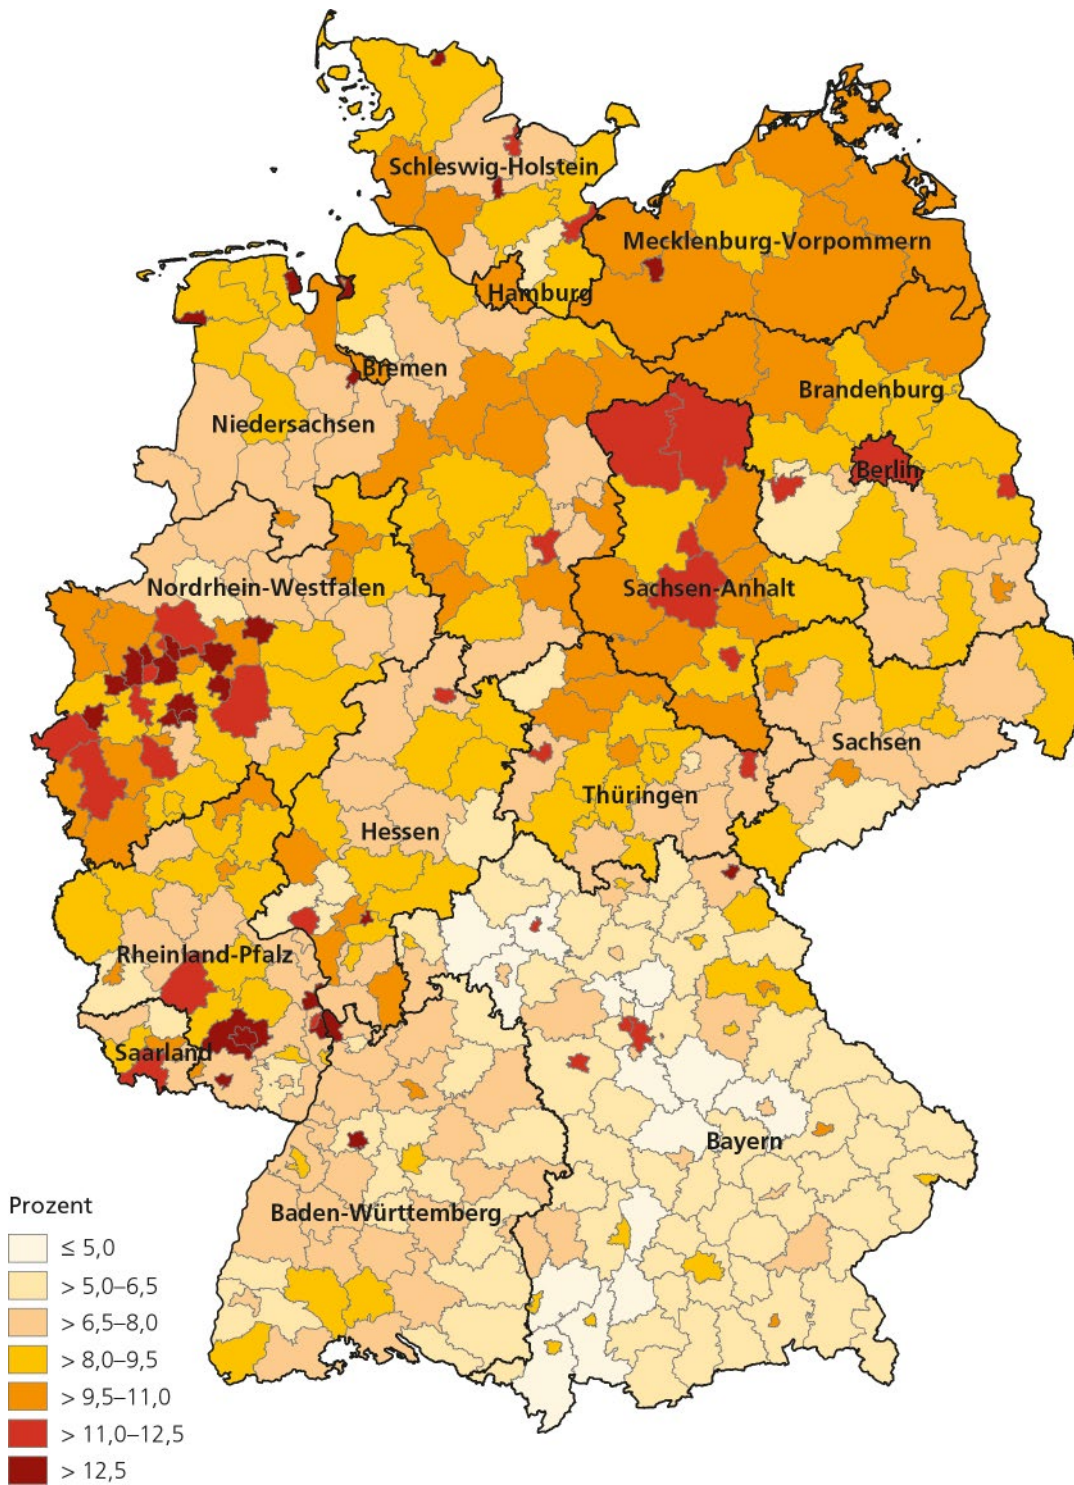 Schleswig-Holstein
Mecklenburg-Vorpommern
Hamburg
Bremen
Brandenburg
Niedersachsen
Berlin
Nordrhein-Westfalen
Sachsen-Anhalt
Sachsen
Thüringen
Hessen
Rheinland-Pfalz
Saarland
Bayern
Baden-Württemberg
Prozent
≤ 5,0
> 5,0–6,5
> 6,5–8,0
> 8,0–9,5
> 9,5–11,0
> 11,0–12,5
> 12,5